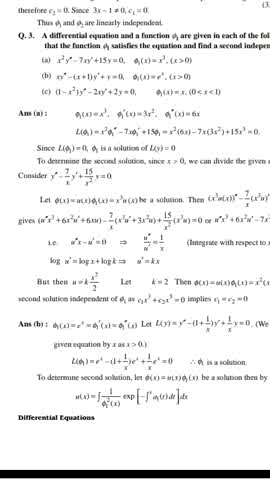 therefore c₂ = 0. Since 3x − 1 ≠ 0, c₁ = 0.
Thus ϕ₁ and ϕ₂ are linearly independent.
Q. 3. A differential equation and a function ϕ₁ are given in each of the fol
that the function ϕ₁ satisfies the equation and find a second indepen
(a) x²y″ − 7xy′ + 15y = 0, ϕ₁(x) = x³, (x > 0)
(b) xy″ − (x + 1)y′ + y = 0, ϕ₁(x) = eˣ, (x > 0)
(c) (1 − x²)y″ − 2xy′ + 2y = 0, ϕ₁(x) = x, (0 < x < 1)
Ans (a) : ϕ₁(x) = x³, ϕ₁′(x) = 3x², ϕ₁″(x) = 6x
L(ϕ₁) = x²ϕ₁″ − 7xϕ₁′ + 15ϕ₁ = x²(6x) − 7x(3x²) + 15x³ = 0.
Since L(ϕ₁) = 0, ϕ₁ is a solution of L(y) = 0
To determine the second solution, since x > 0, we can divide the given e
Consider y″ − 7/x y′ + 15/x² y = 0.
Let ϕ(x) = u(x)ϕ₁(x) = x³u(x) be a solution. Then (x³u(x))″ − 7/x (x³u)′
gives (u″x³ + 6x²u′ + 6xu) − 7/x (x³u′ + 3x²u) + 15/x² (x³u) = 0 or u″x³ + 6x²u′ − 7x²
i.e. u″x − u′ = 0 ⇒ u″/u′ = 1/x (Integrate with respect to x
log u′ = log x + log k ⇒ u′ = kx
But then u = k x²/2 Let k = 2 Then ϕ(x) = u(x)ϕ₁(x) = x²(
second solution independent of ϕ₁ as c₁x³ + c₂x⁵ = 0 implies c₁ = c₂ = 0
Ans (b) : ϕ₁(x) = eˣ = ϕ₁′(x) = ϕ₁″(x) Let L(y) = y″ − (1 + 1/x)y′ + 1/x y = 0. (We
given equation by x as x > 0.)
L(ϕ₁) = eˣ − (1 + 1/x)eˣ + 1/x eˣ = 0 ∴ ϕ₁ is a solution.
To determine second solution, let ϕ(x) = u(x)ϕ₁(x) be a solution then by
u(x) = ∫ 1/ϕ₁²(x) exp[−∫ˣ a₁(t) dt] dx
Differential Equations